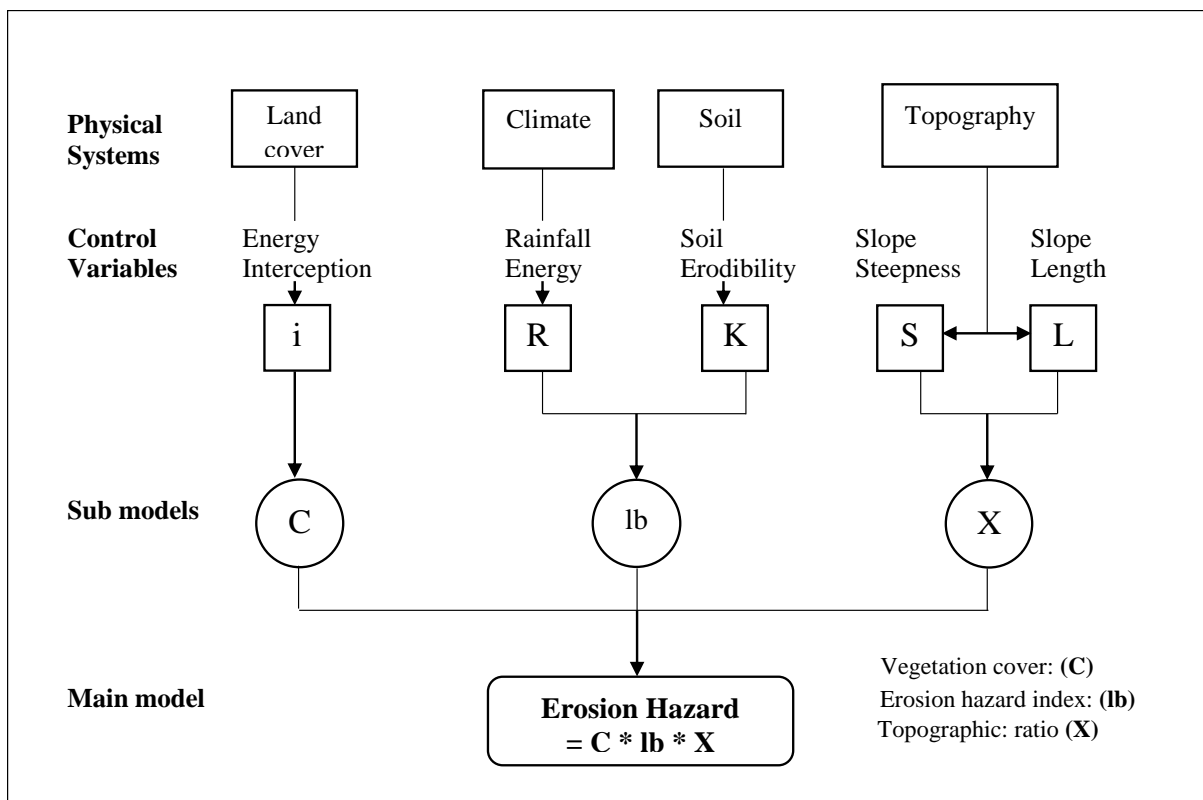 Physical
Systems
Land
cover
Climate
Soil
Topography
Control
Variables
Energy
Interception
Rainfall
Energy
Soil
Erodibility
Slope
Steepness
Slope
Length
i
R
K
S
L
Sub models
C
lb
X
Main model
Erosion Hazard
= C * lb * X
Vegetation cover: (C)
Erosion hazard index: (lb)
Topographic: ratio (X)